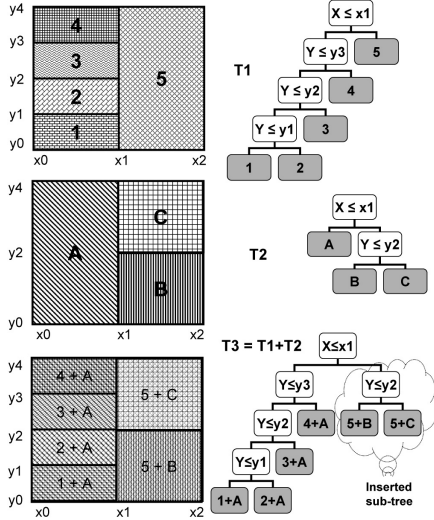 y4
y3
y2
y1
y0
4
3
2
1
5
x0 x1 x2
T1
X ≤ x1
Y ≤ y3
5
Y ≤ y2
4
Y ≤ y1
3
1
2
y4
y2
y0
A
C
B
x0 x1 x2
T2
X ≤ x1
A
Y ≤ y2
B
C
y4
y3
y2
y1
y0
4 + A
3 + A
2 + A
1 + A
5 + C
5 + B
x0 x1 x2
T3 = T1+T2
X≤x1
Y≤y3
Y≤y2
Y≤y2
4+A
5+B
5+C
Y≤y1
3+A
1+A
2+A
Inserted
sub-tree